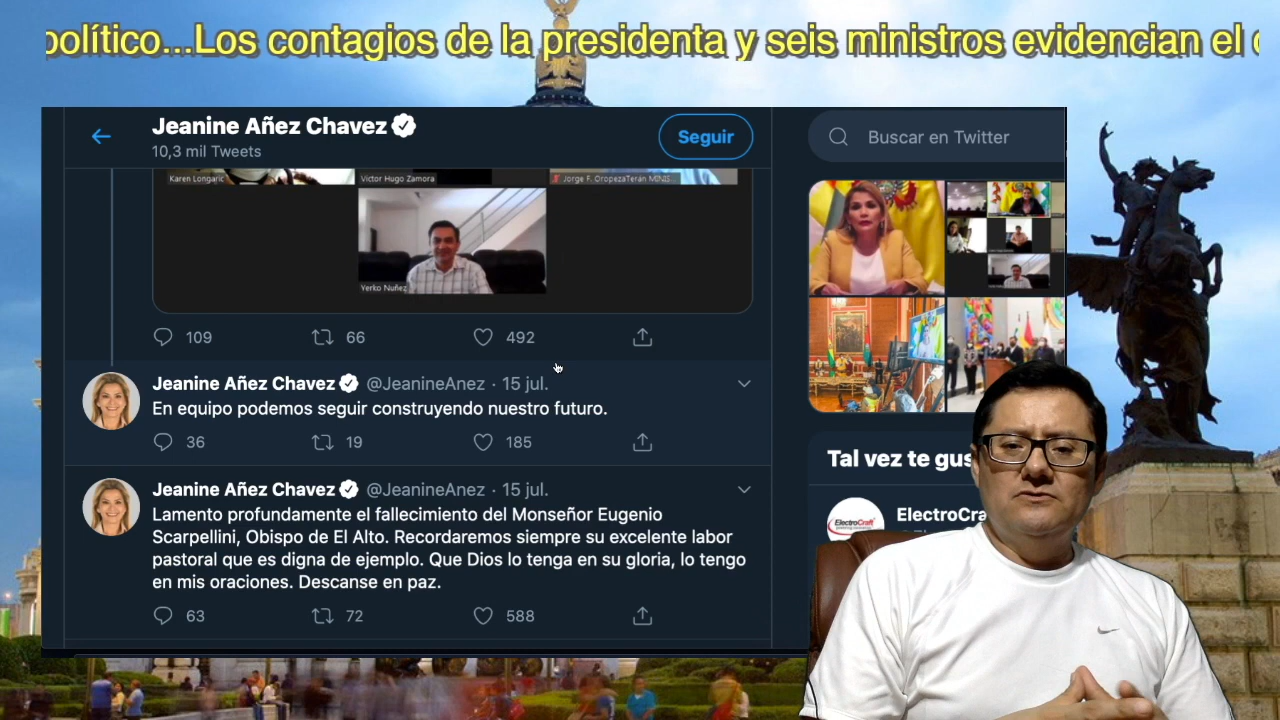 político...Los contagios de la presidenta y seis ministros evidencian el
Jeanine Añez Chavez
10,3 mil Tweets
Seguir
Buscar en Twitter
Karen Longaric
Victor Hugo Zamora
Jorge F. OropezaTerán MINIS...
Yerko Nuñez
109
66
492
Jeanine Añez Chavez @JeanineAnez · 15 jul.
En equipo podemos seguir construyendo nuestro futuro.
36
19
185
Jeanine Añez Chavez @JeanineAnez · 15 jul.
Lamento profundamente el fallecimiento del Monseñor Eugenio
Scarpellini, Obispo de El Alto. Recordaremos siempre su excelente labor
pastoral que es digna de ejemplo. Que Dios lo tenga en su gloria, lo tengo
en mis oraciones. Descanse en paz.
63
72
588
Tal vez te gus
ElectroCraft
ElectroCra